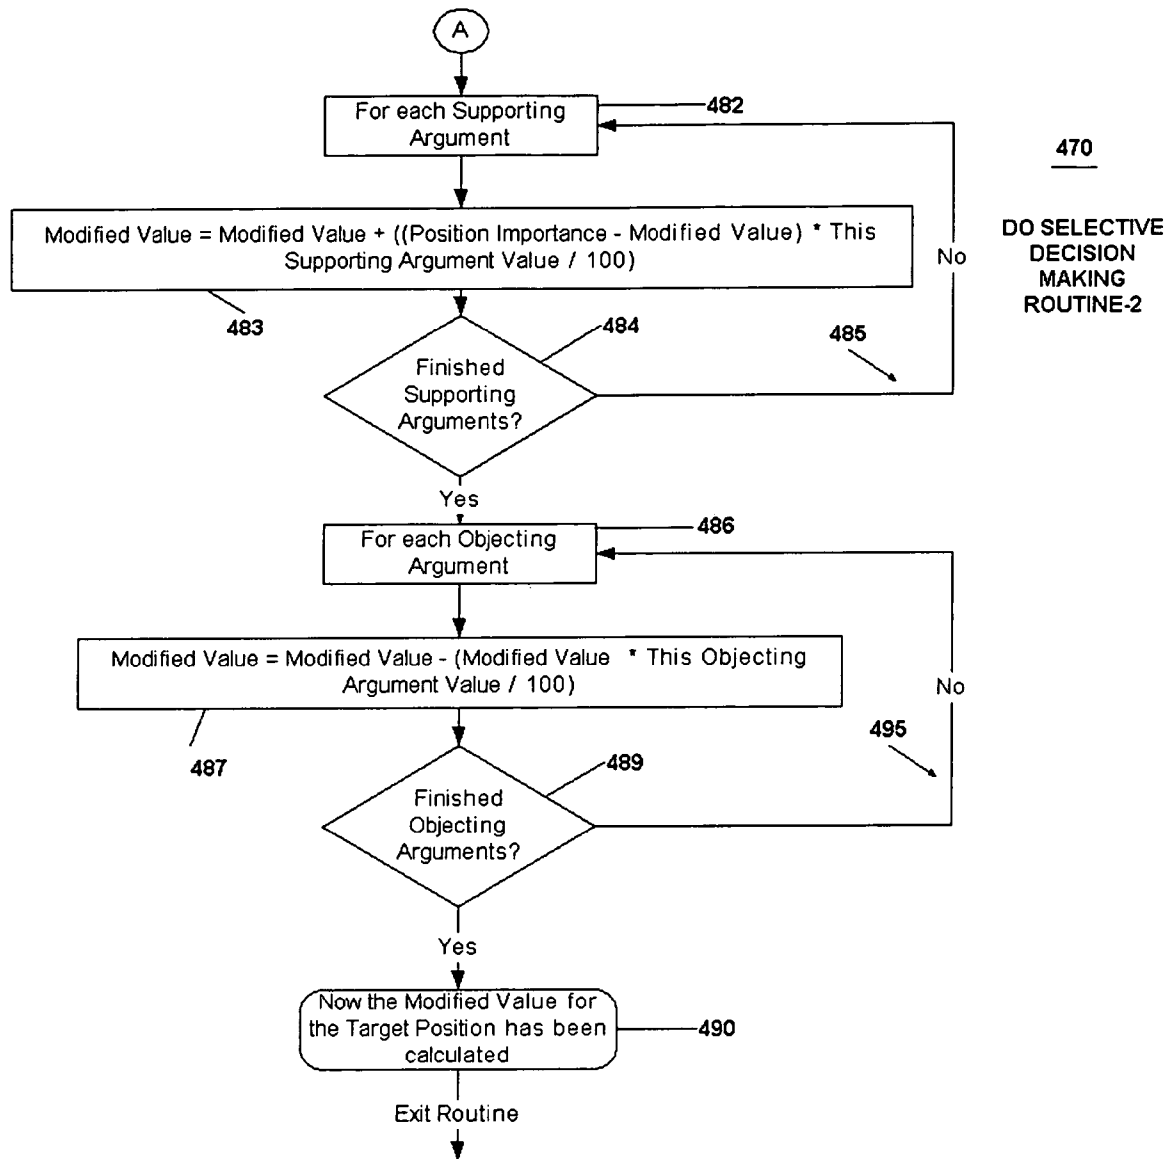 A
For each Supporting
Argument
482
470
DO SELECTIVE
DECISION
MAKING
ROUTINE-2
Modified Value = Modified Value + ((Position Importance - Modified Value) * This
Supporting Argument Value / 100)
No
483
484
485
Finished
Supporting
Arguments?
Yes
For each Objecting
Argument
486
Modified Value = Modified Value - (Modified Value * This Objecting
Argument Value / 100)
No
487
489
495
Finished
Objecting
Arguments?
Yes
Now the Modified Value for
the Target Position has been
calculated
490
Exit Routine